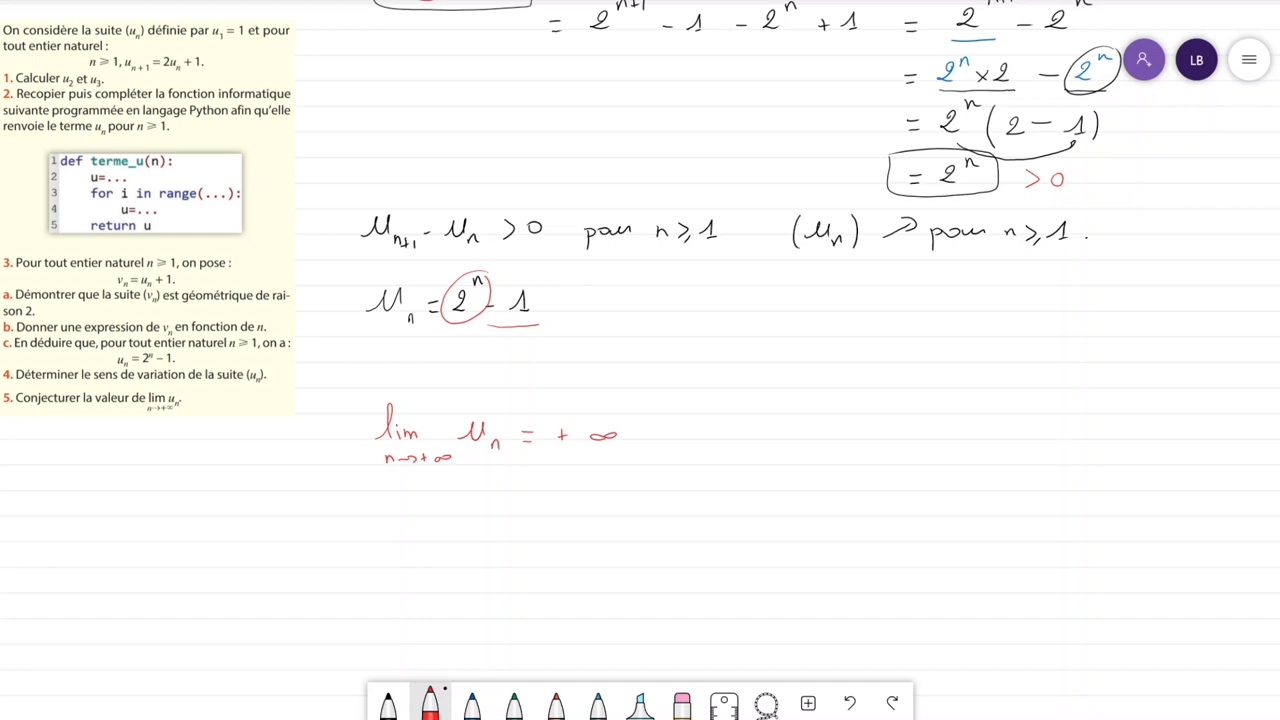 On considère la suite (uₙ) définie par u₁ = 1 et pour
tout entier naturel :
n ⩾ 1, uₙ₊₁ = 2uₙ + 1.
1. Calculer u₂ et u₃.
2. Recopier puis compléter la fonction informatique
suivante programmée en langage Python afin qu'elle
renvoie le terme uₙ pour n ⩾ 1.
1 def terme_u(n):
2 u=...
3 for i in range(...):
4 u=...
5 return u
3. Pour tout entier naturel n ⩾ 1, on pose :
vₙ = uₙ + 1.
a. Démontrer que la suite (vₙ) est géométrique de rai-
son 2.
b. Donner une expression de vₙ en fonction de n.
c. En déduire que, pour tout entier naturel n ⩾ 1, on a :
uₙ = 2ⁿ – 1.
4. Déterminer le sens de variation de la suite (uₙ).
5. Conjecturer la valeur de lim uₙ.
n→+∞
= 2ⁿ⁺¹ - 1 - 2ⁿ + 1 = 2 - 2ⁿ
= 2ⁿ × 2 - 2ⁿ
LB
= 2ⁿ (2 - 1)
= 2ⁿ > 0
uₙ₊₁ - uₙ > 0 pour n ⩾ 1 (uₙ) ↗ pour n ⩾ 1.
uₙ = 2ⁿ - 1
lim uₙ = + ∞
n→+∞